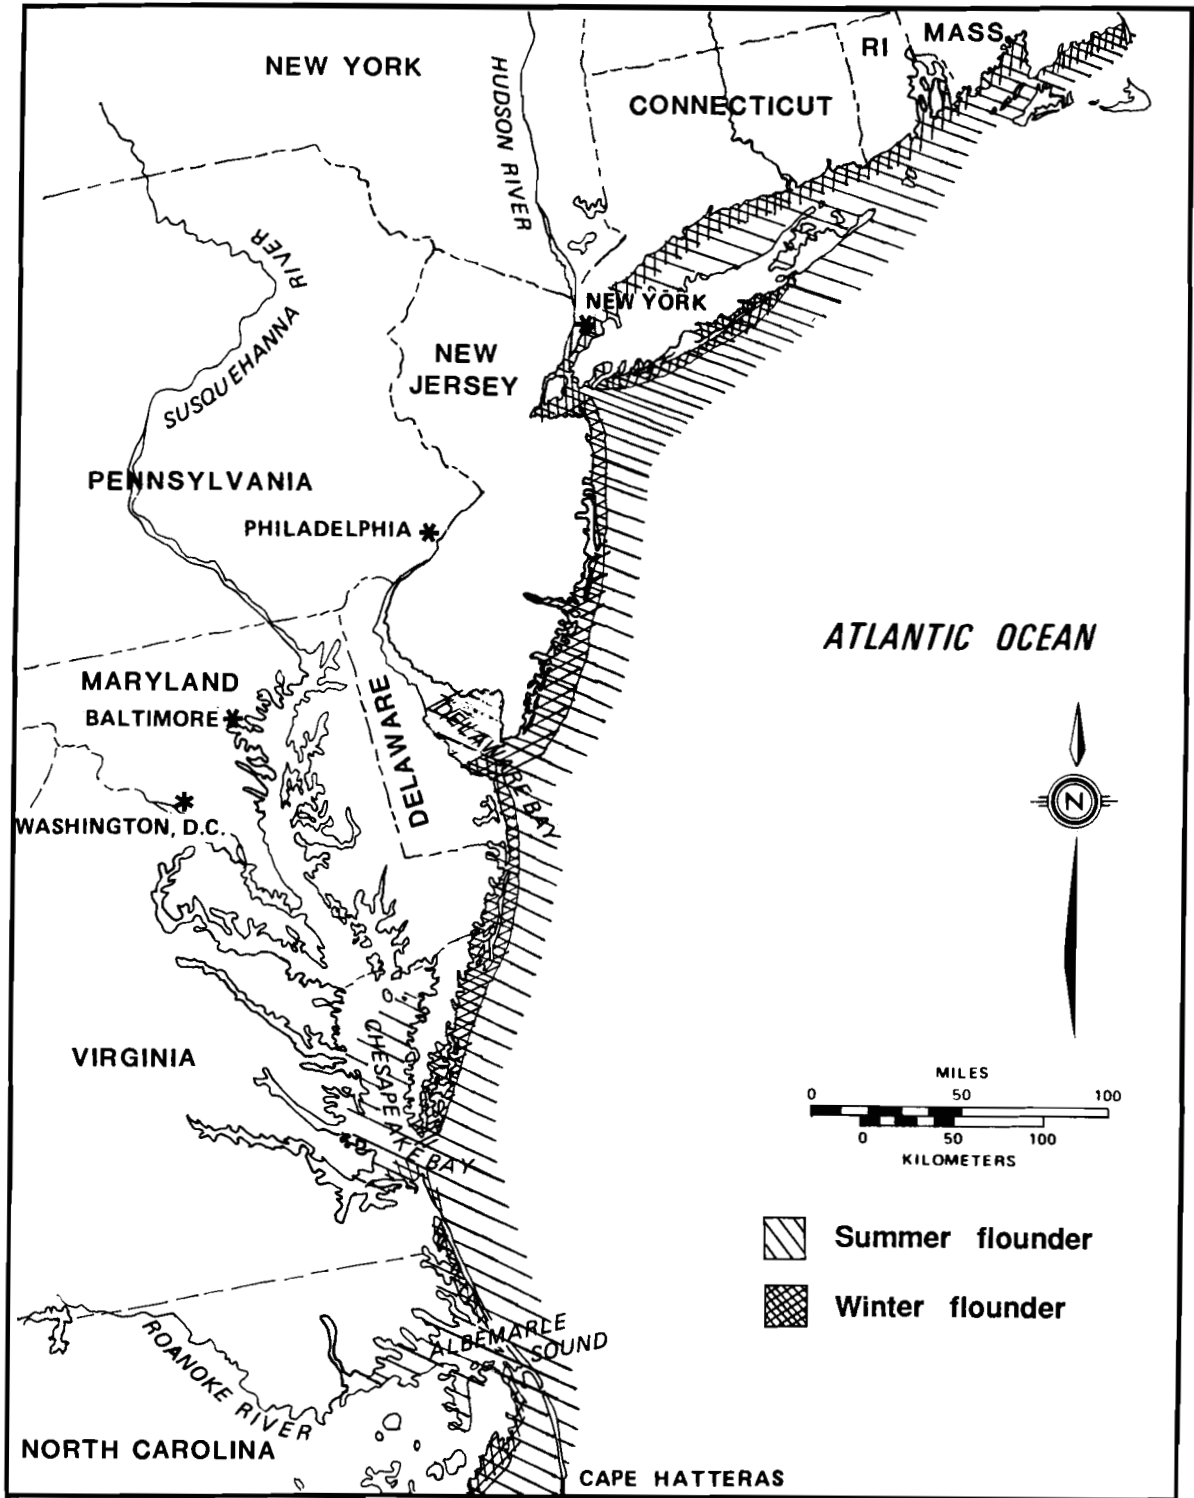 NEW YORK
HUDSON RIVER
CONNECTICUT
RI
MASS.
SUSQUEHANNA RIVER
NEW YORK
NEW
JERSEY
PENNSYLVANIA
PHILADELPHIA
ATLANTIC OCEAN
MARYLAND
BALTIMORE
DELAWARE
DELAWARE BAY
WASHINGTON, D.C.
N
VIRGINIA
CHESAPEAKE BAY
MILES
0 50 100
0 50 100
KILOMETERS
Summer flounder
Winter flounder
ALBEMARLE
SOUND
ROANOKE RIVER
NORTH CAROLINA
CAPE HATTERAS